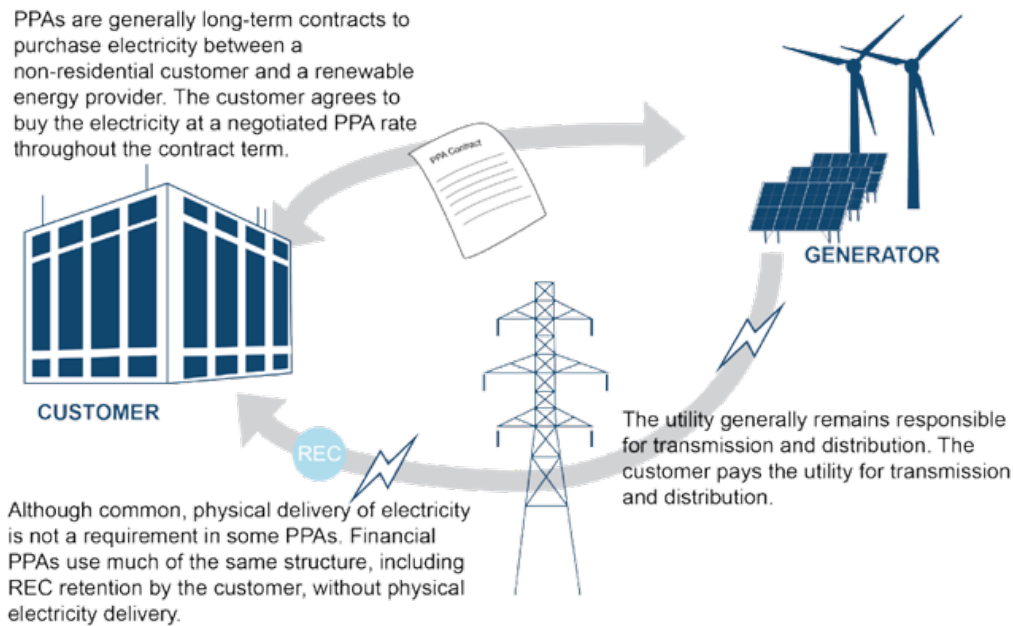 PPAs are generally long-term contracts to
purchase electricity between a
non-residential customer and a renewable
energy provider. The customer agrees to
buy the electricity at a negotiated PPA rate
throughout the contract term.
PPA Contract
GENERATOR
CUSTOMER
REC
The utility generally remains responsible
for transmission and distribution. The
customer pays the utility for transmission
and distribution.
Although common, physical delivery of electricity
is not a requirement in some PPAs. Financial
PPAs use much of the same structure, including
REC retention by the customer, without physical
electricity delivery.